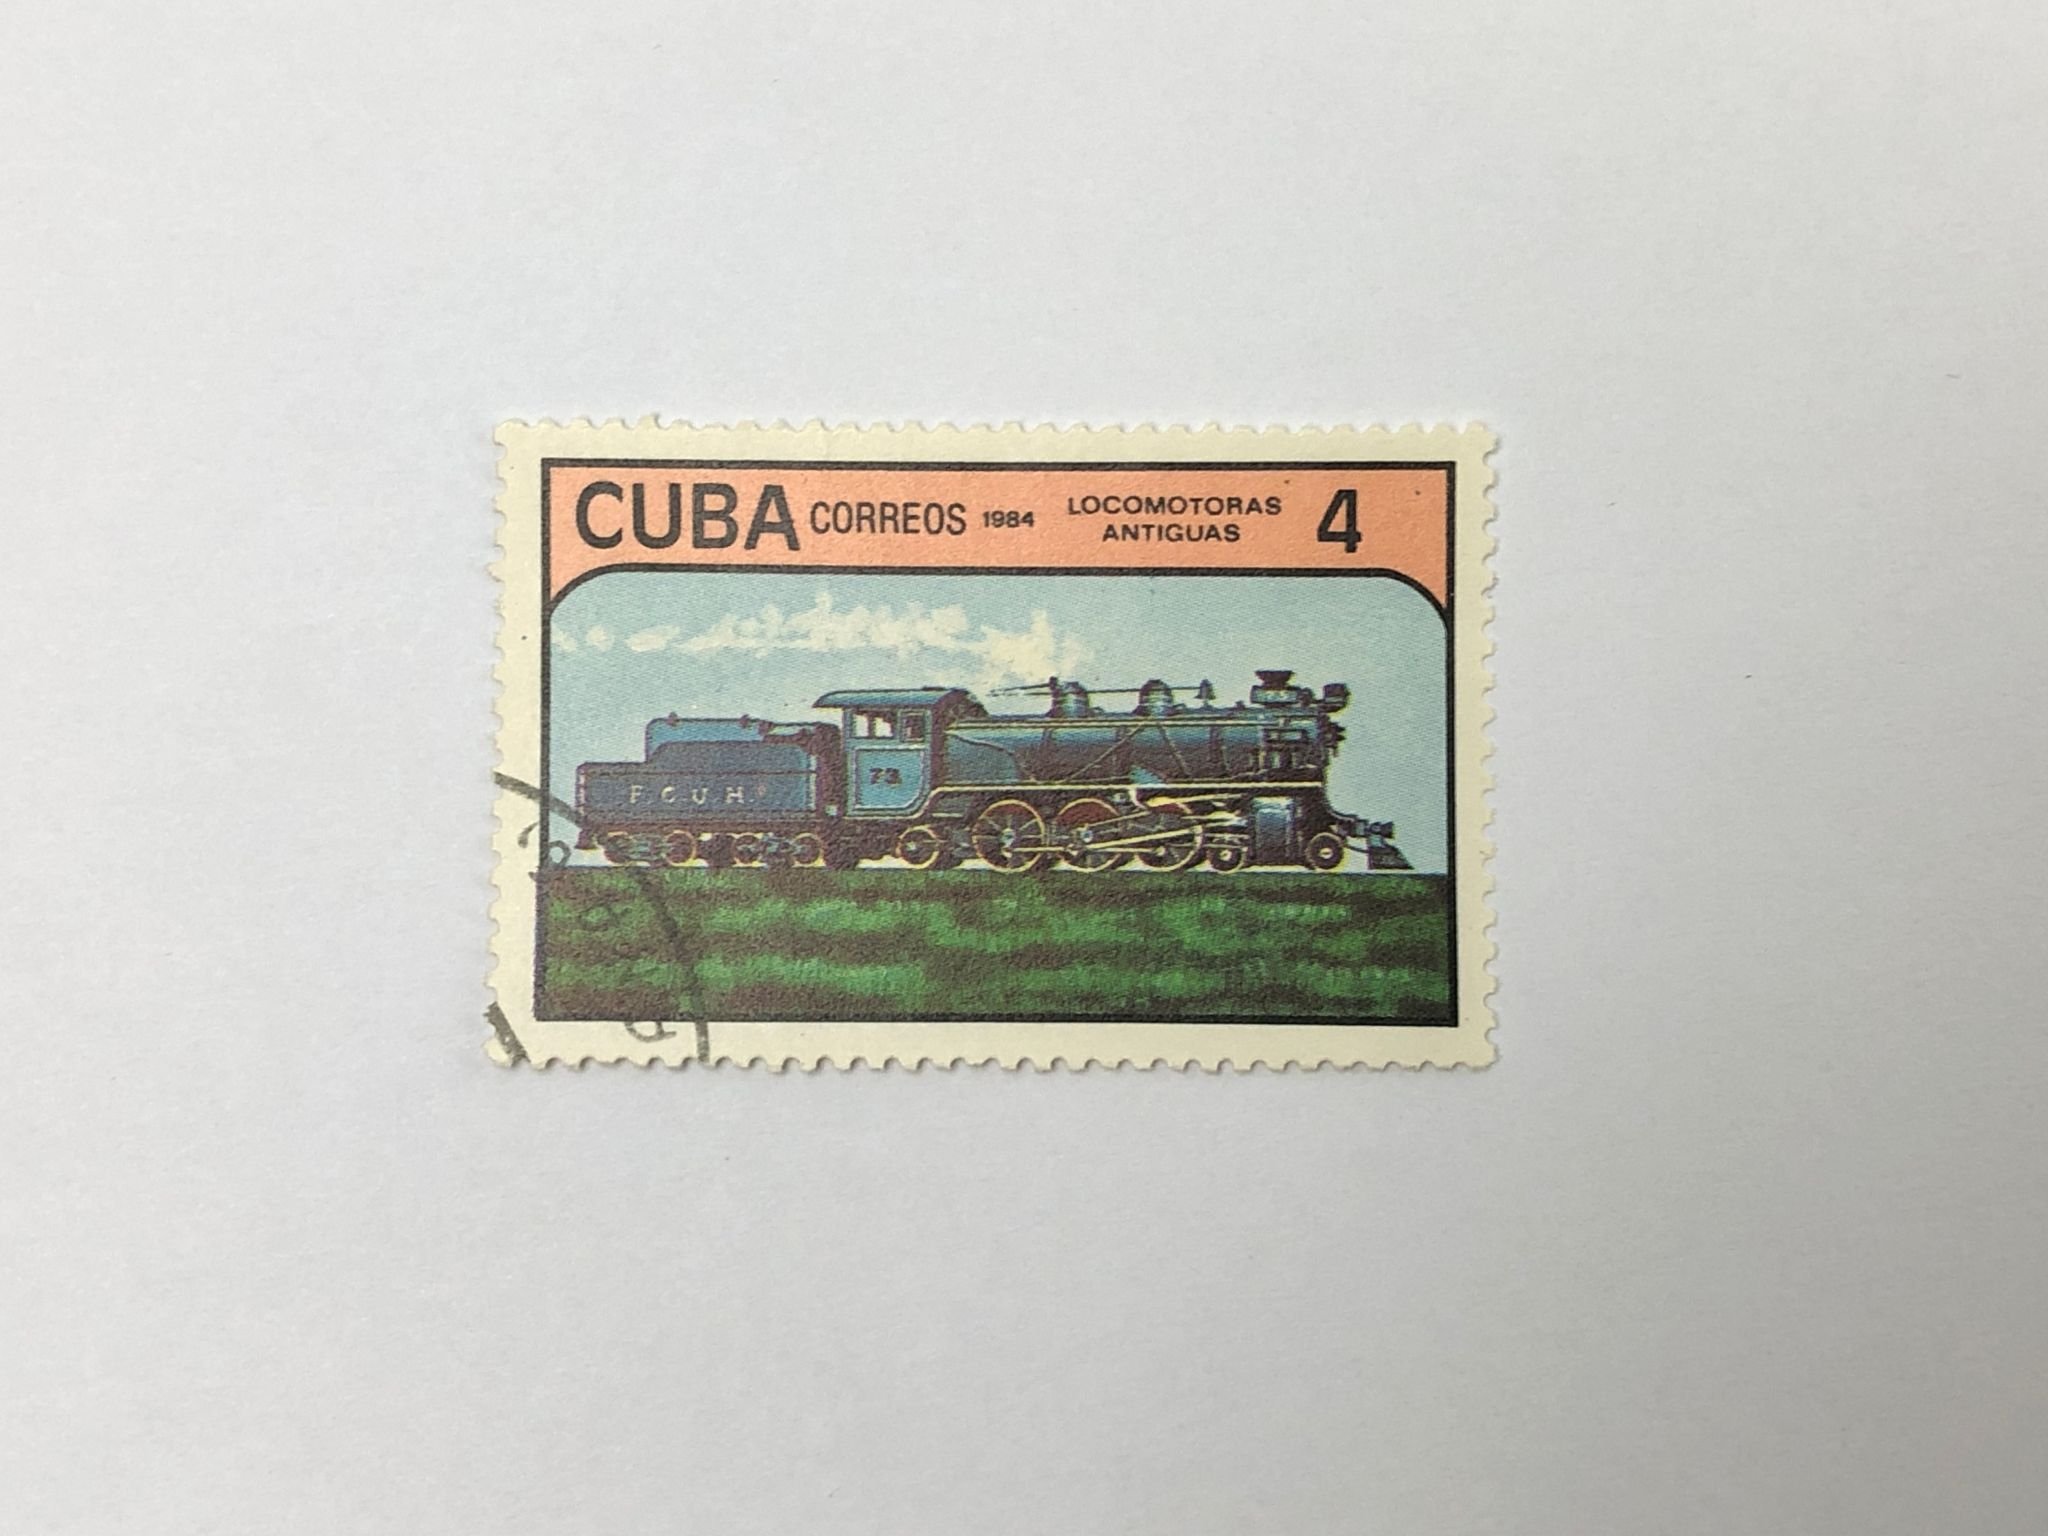 CUBA CORREOS 1984 LOCOMOTORAS ANTIGUAS 4
73
F.C.U.H.